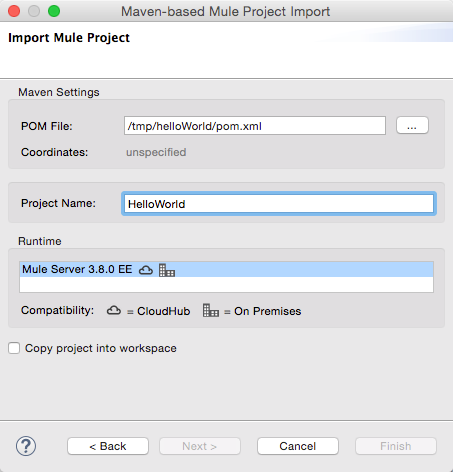 Maven-based Mule Project Import
Import Mule Project
Maven Settings
POM File: /tmp/helloWorld/pom.xml ...
Coordinates: unspecified
Project Name: HelloWorld
Runtime
Mule Server 3.8.0 EE
Compatibility: = CloudHub = On Premises
Copy project into workspace
? < Back Next > Cancel Finish